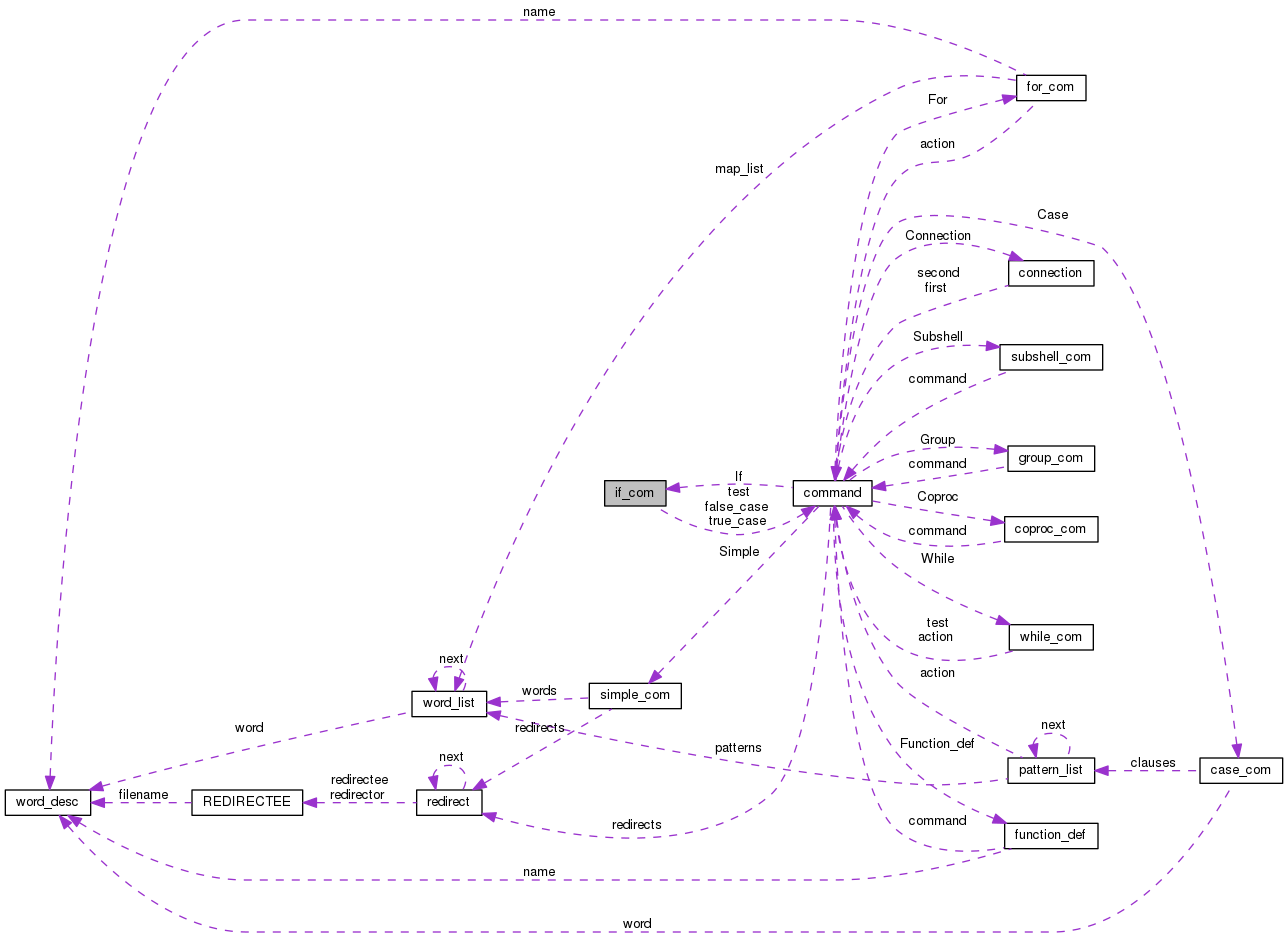 name
for_com
For
action
map_list
Case
Connection
connection
second
first
Subshell
subshell_com
command
Group
group_com
command
If
test
false_case
true_case
if_com
command
Coproc
coproc_com
command
Simple
While
test
action
while_com
next
action
word_list
words
simple_com
word
redirects
patterns
Function_def
next
pattern_list
clauses
case_com
next
redirectee
redirector
word_desc
filename
REDIRECTEE
redirect
redirects
command
function_def
name
word